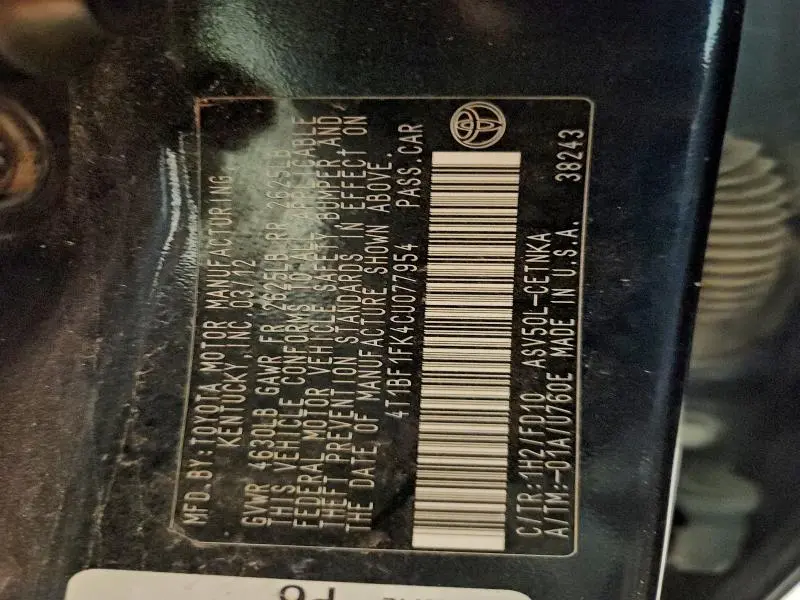 MFD. BY: TOYOTA MOTOR MANUFACTURING
KENTUCKY, INC. 03/12
GVWR 4630LB GAWR FR 2625LB RR 2625LB
THIS VEHICLE CONFORMS TO ALL APPLICABLE
FEDERAL MOTOR VEHICLE SAFETY, BUMPER AND
THEFT PREVENTION STANDARDS IN EFFECT ON
THE DATE OF MANUFACTURE SHOWN ABOVE.
4T1BF1FK4CU077954 PASS.CAR
C/TR:1H2/FD10 ASV50L-CETNKA
A/TM:-01A/U760E MADE IN U.S.A. 38243